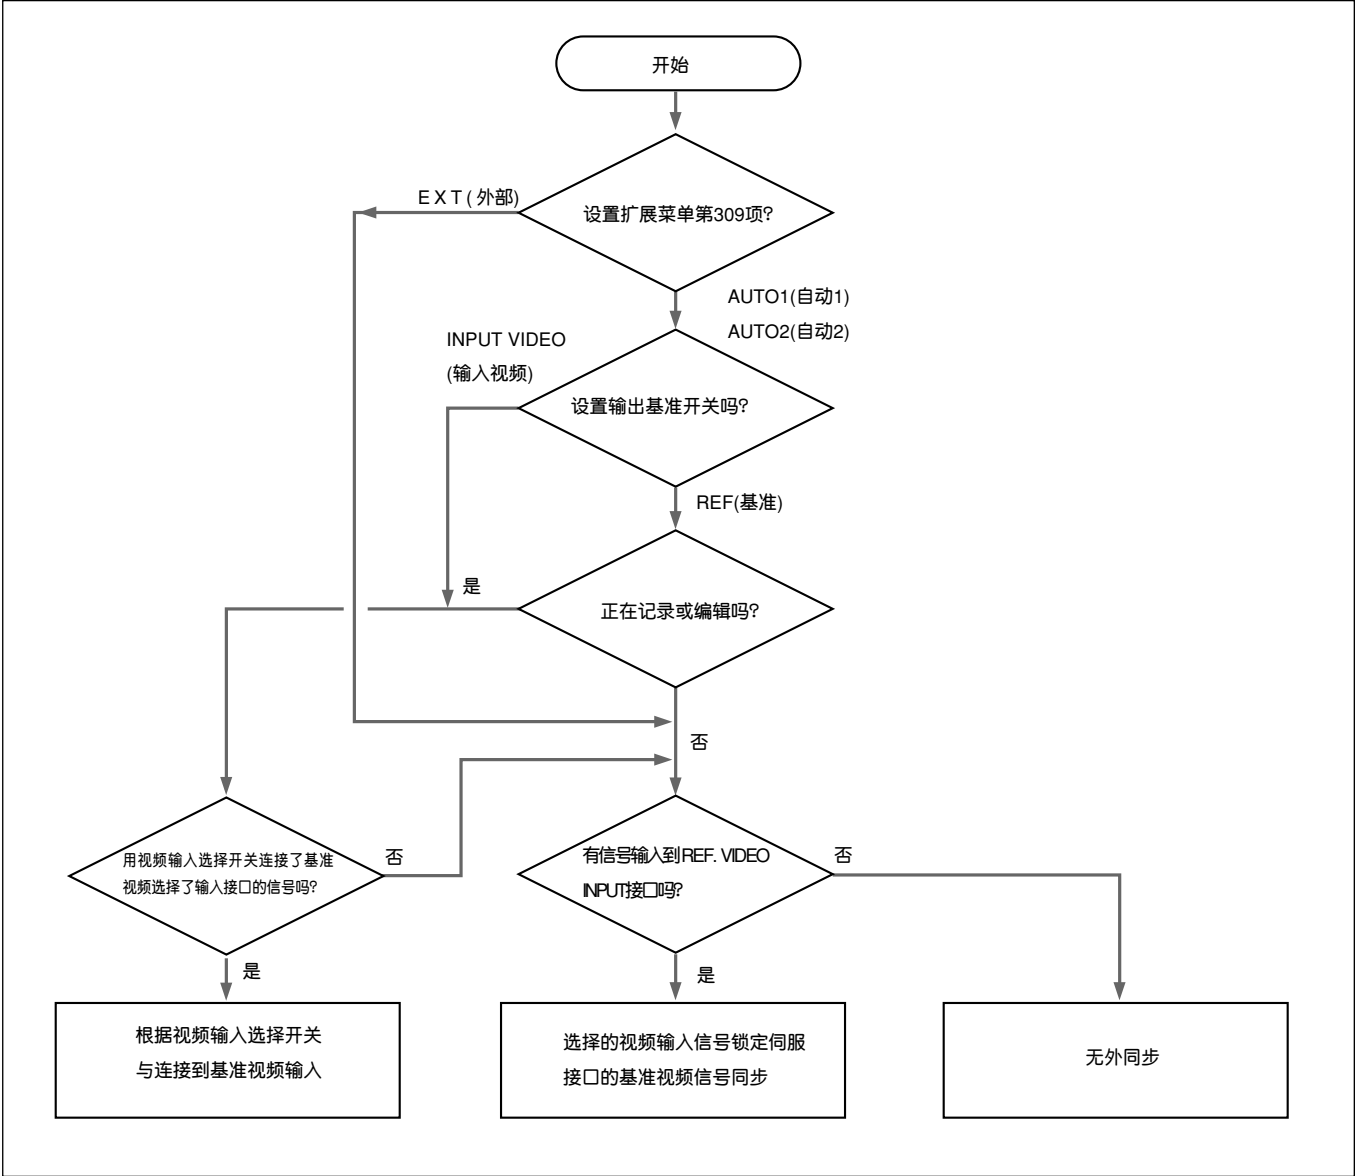 开始
EXT(外部)
设置扩展菜单第309项?
AUTO1(自动1)
AUTO2(自动2)
INPUT VIDEO
(输入视频)
设置输出基准开关吗?
REF(基准)
是
正在记录或编辑吗?
否
用视频输入选择开关连接了基准
视频选择了输入接口的信号吗?
否
有信号输入到REF. VIDEO
INPUT接口吗?
否
是
是
根据视频输入选择开关
与连接到基准视频输入
选择的视频输入信号锁定伺服
接口的基准视频信号同步
无外同步